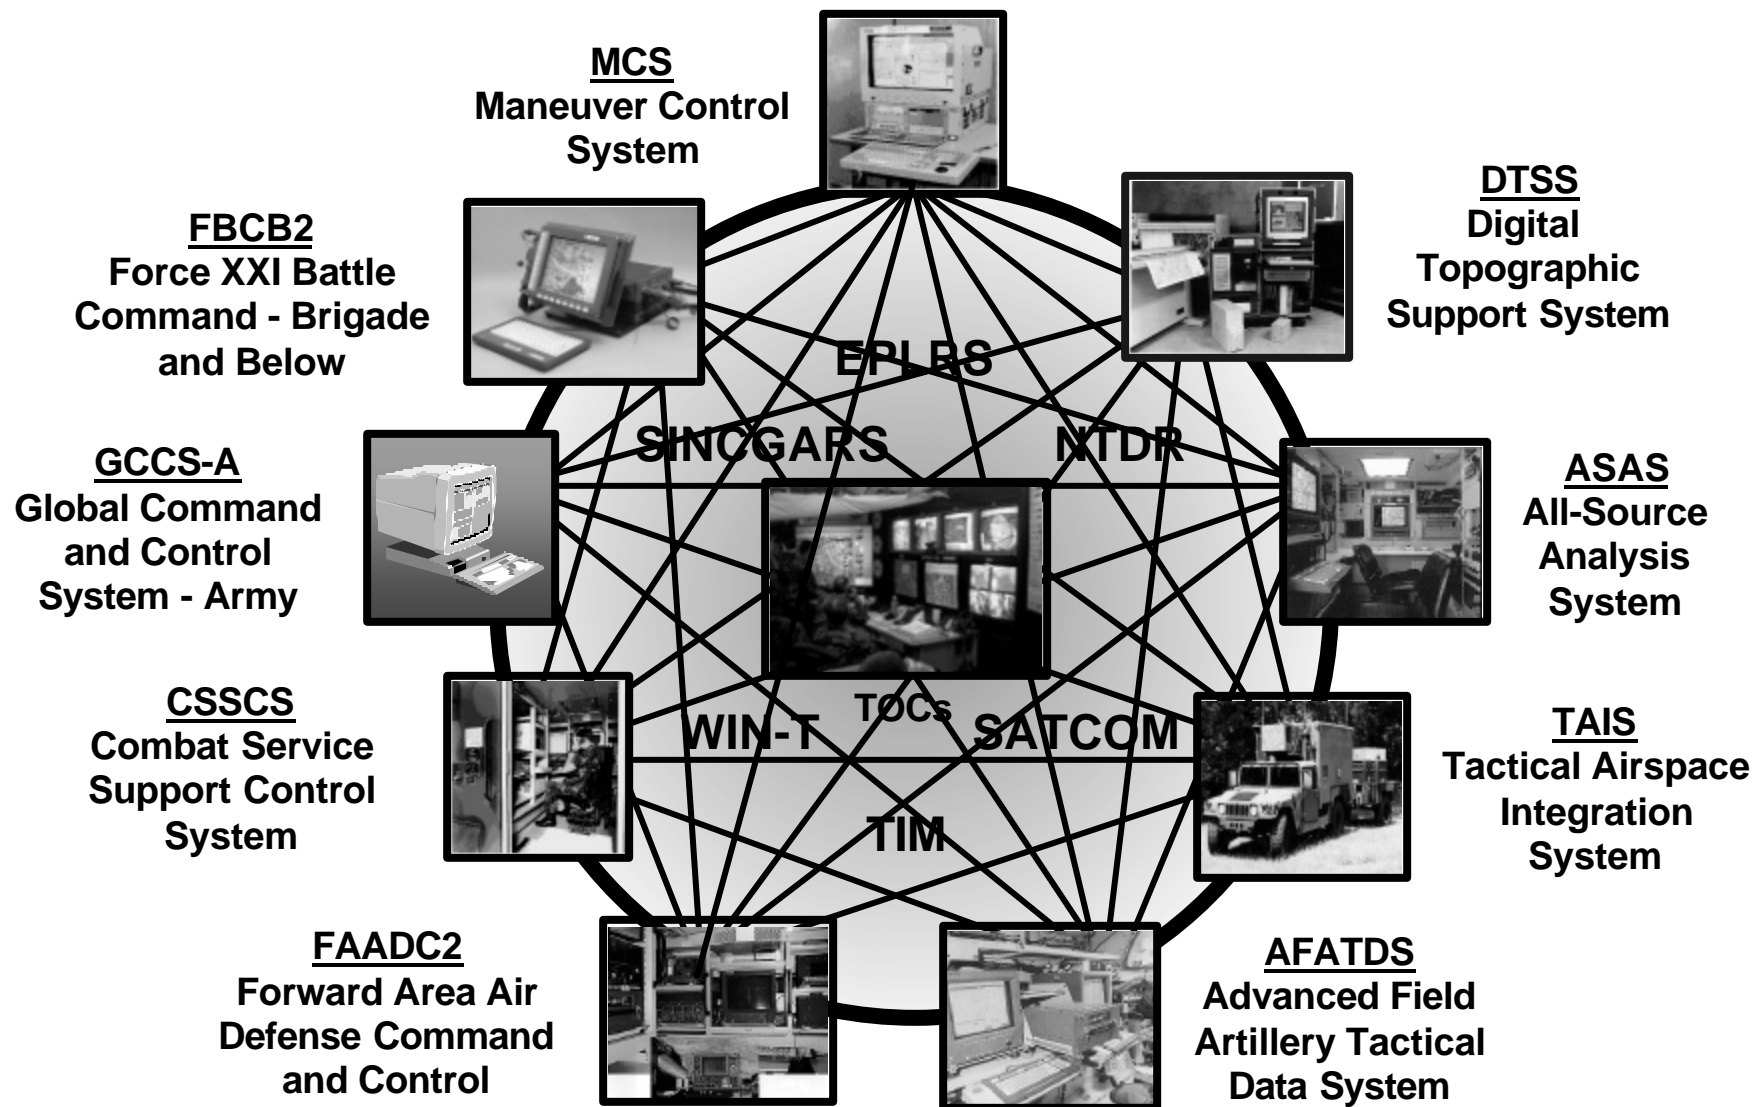 MCS
Maneuver Control
System
DTSS
Digital
Topographic
Support System
FBCB2
Force XXI Battle
Command - Brigade
and Below
EPLRS
SINCGARS
NTDR
GCCS-A
Global Command
and Control
System - Army
ASAS
All-Source
Analysis
System
TOCs
WIN-T
SATCOM
CSSCS
Combat Service
Support Control
System
TAIS
Tactical Airspace
Integration
System
TIM
FAADC2
Forward Area Air
Defense Command
and Control
AFATDS
Advanced Field
Artillery Tactical
Data System